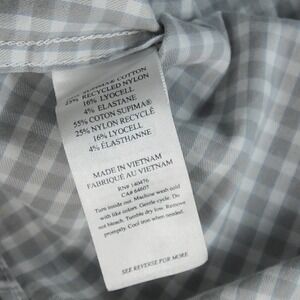 55% SUPIMA® COTTON
25% RECYCLED NYLON
16% LYOCELL
4% ELASTANE
55% COTON SUPIMA®
25% NYLON RECYCLÉ
16% LYOCELL
4% ÉLASTHANNE
MADE IN VIETNAM
FABRIQUÉ AU VIETNAM
RN# 140476
CA# 64607
Turn inside out. Machine wash cold
with like colors. Gentle cycle. Do
not bleach. Tumble dry low. Remove
promptly. Cool iron when needed.
SEE REVERSE FOR MORE